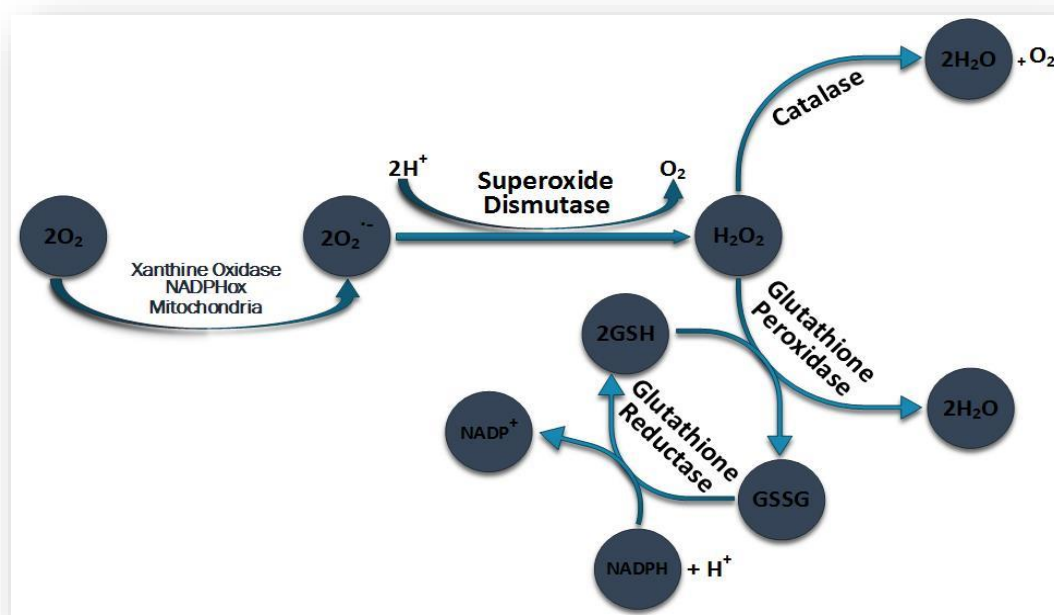 2H₂O + O₂
Catalase
2H⁺
O₂
Superoxide
Dismutase
2O₂
2O₂˙⁻
H₂O₂
Xanthine Oxidase
NADPHox
Mitochondria
Glutathione
Peroxidase
2GSH
Glutathione
Reductase
2H₂O
NADP⁺
GSSG
NADPH + H⁺